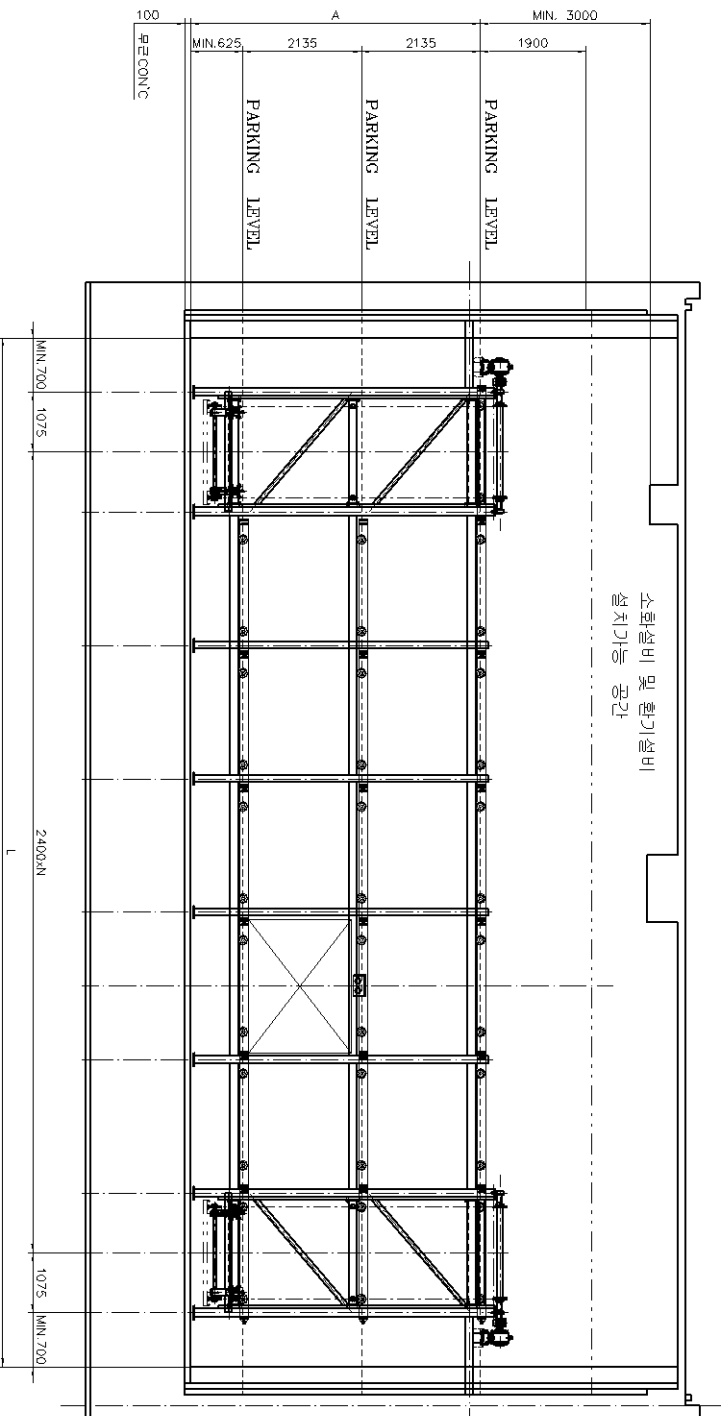 100
A
MIN. 3000
MIN.625
2135
2135
1900
무근CON'C
PARKING LEVEL
PARKING LEVEL
PARKING LEVEL
소화설비 및 환기설비
설치가능 공간
MIN.700
1075
2400xN
1075
MIN.700
L